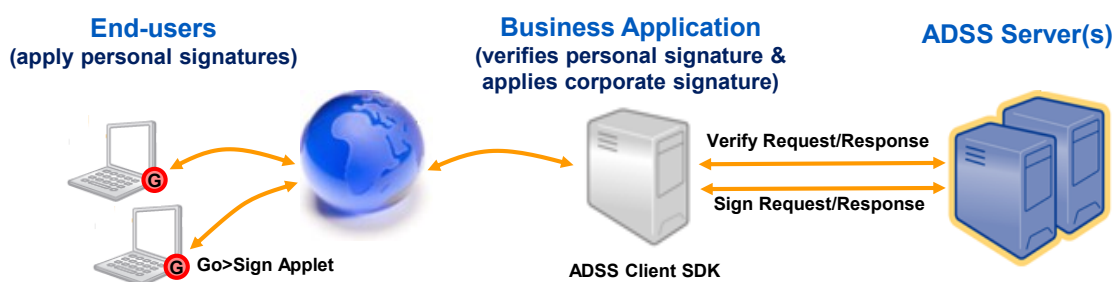 End-users
(apply personal signatures)
Business Application
(verifies personal signature &
applies corporate signature)
ADSS Server(s)
Verify Request/Response
Sign Request/Response
G
G
Go>Sign Applet
ADSS Client SDK